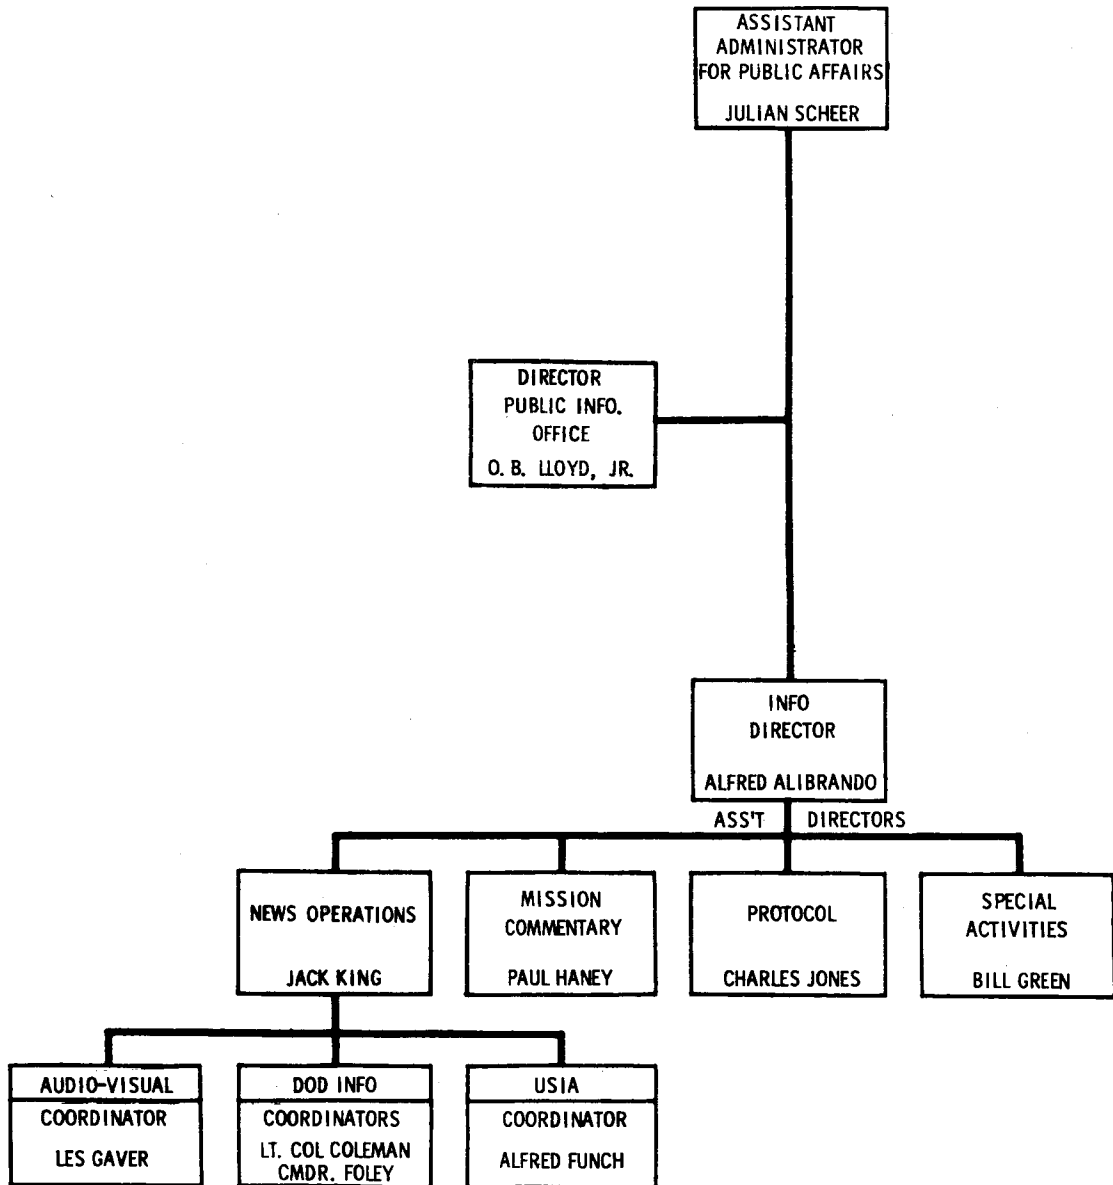 ASSISTANT
ADMINISTRATOR
FOR PUBLIC AFFAIRS
JULIAN SCHEER
DIRECTOR
PUBLIC INFO.
OFFICE
O. B. LLOYD, JR.
INFO
DIRECTOR
ALFRED ALIBRANDO
ASS'T DIRECTORS
NEWS OPERATIONS
JACK KING
MISSION
COMMENTARY
PAUL HANEY
PROTOCOL
CHARLES JONES
SPECIAL
ACTIVITIES
BILL GREEN
AUDIO-VISUAL
COORDINATOR
LES GAVER
DOD INFO
COORDINATORS
LT. COL COLEMAN
CMDR. FOLEY
USIA
COORDINATOR
ALFRED FUNCH